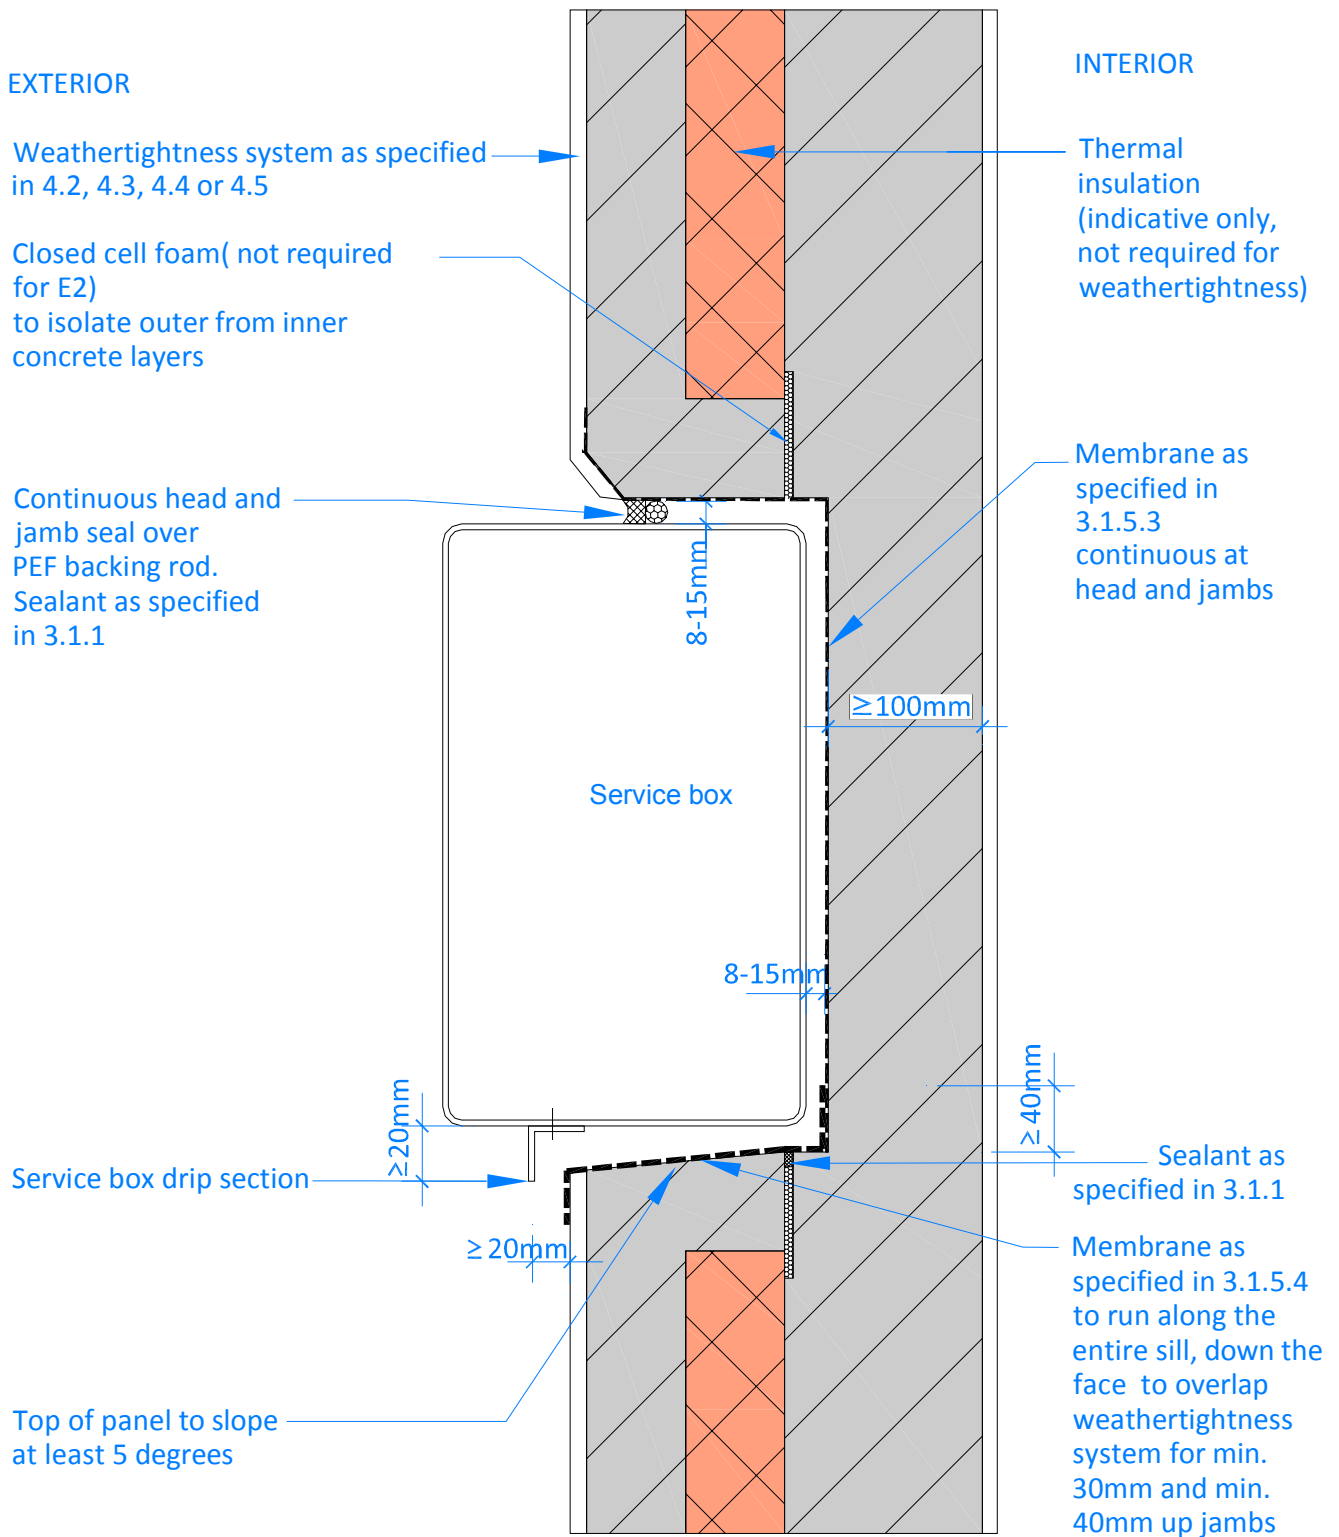 EXTERIOR
INTERIOR
Weathertightness system as specified
in 4.2, 4.3, 4.4 or 4.5
Thermal
insulation
(indicative only,
not required for
weathertightness)
Closed cell foam( not required
for E2)
to isolate outer from inner
concrete layers
Membrane as
specified in
3.1.5.3
continuous at
head and jambs
Continuous head and
jamb seal over
PEF backing rod.
Sealant as specified
in 3.1.1
8-15mm
≥100mm
Service box
8-15mm
≥20mm
≥40mm
Service box drip section
Sealant as
specified in 3.1.1
≥20mm
Membrane as
specified in 3.1.5.4
to run along the
entire sill, down the
face to overlap
weathertightness
system for min.
30mm and min.
40mm up jambs
Top of panel to slope
at least 5 degrees